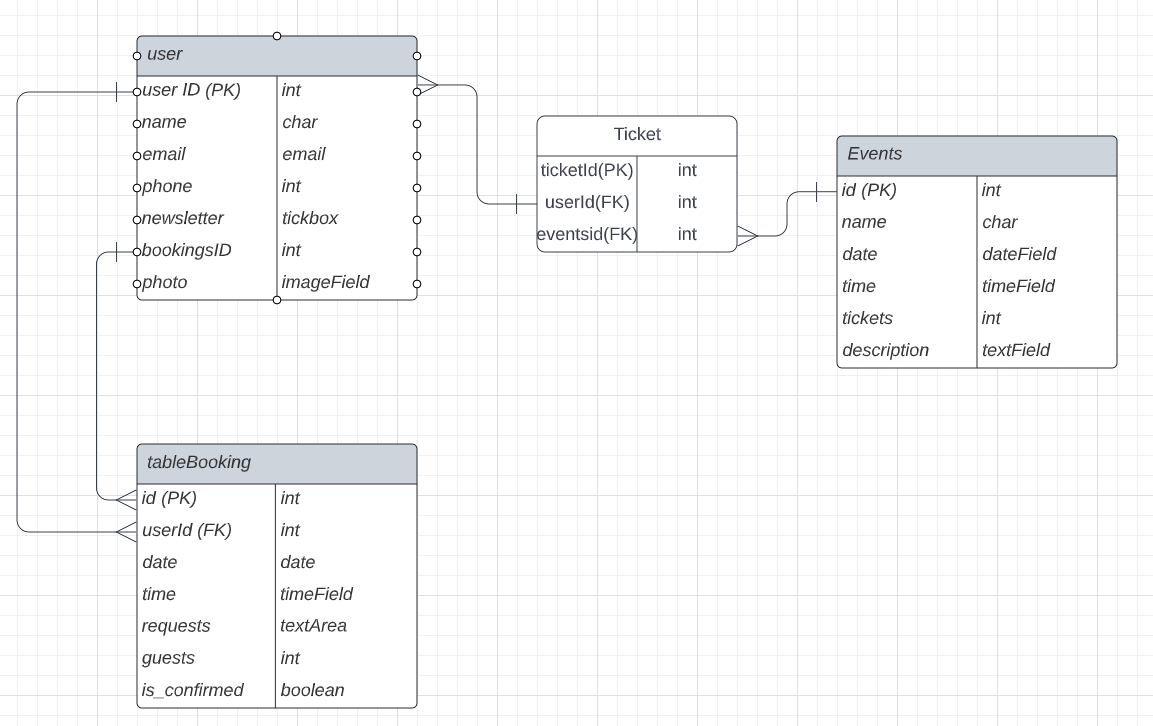 user
user ID (PK) int
name char
email email
phone int
newsletter tickbox
bookingsID int
photo imageField
Ticket
ticketId(PK) int
userId(FK) int
eventsid(FK) int
Events
id (PK) int
name char
date dateField
time timeField
tickets int
description textField
tableBooking
id (PK) int
userId (FK) int
date date
time timeField
requests textArea
guests int
is_confirmed boolean